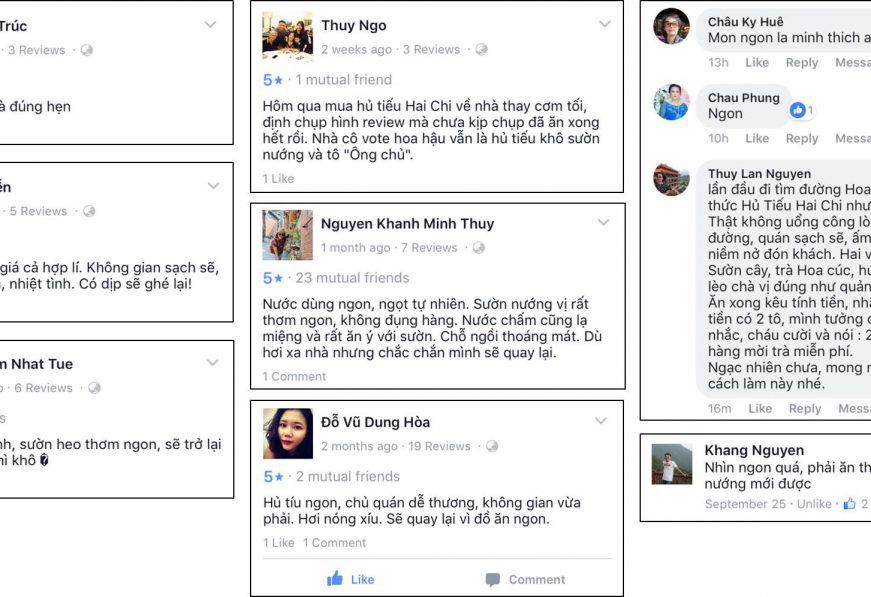 Trúc
· 3 Reviews ·
à đúng hẹn
ễn
· 5 Reviews ·
giá cả hợp lí. Không gian sạch sẽ,
, nhiệt tình. Có dịp sẽ ghé lại!
m Nhat Tue
o · 6 Reviews ·
s
nh, sườn heo thơm ngon, sẽ trở lại
mì khô �
Thuy Ngo
2 weeks ago · 3 Reviews ·
5★ · 1 mutual friend
Hôm qua mua hủ tiếu Hai Chi về nhà thay cơm tối,
định chụp hình review mà chưa kịp chụp đã ăn xong
hết rồi. Nhà cô vote hoa hậu vẫn là hủ tiếu khô sườn
nướng và tô "Ông chủ".
1 Like
Nguyen Khanh Minh Thuy
1 month ago · 7 Reviews ·
5★ · 23 mutual friends
Nước dùng ngon, ngọt tự nhiên. Sườn nướng vị rất
thơm ngon, không đụng hàng. Nước chấm cũng lạ
miệng và rất ăn ý với sườn. Chỗ ngồi thoáng mát. Dù
hơi xa nhà nhưng chắc chắn mình sẽ quay lại.
1 Comment
Đỗ Vũ Dung Hòa
2 months ago · 19 Reviews ·
5★ · 2 mutual friends
Hủ tíu ngon, chủ quán dễ thương, không gian vừa
phải. Hơi nóng xíu. Sẽ quay lại vì đồ ăn ngon.
1 Like 1 Comment
Like Comment
Châu Ky Huê
Mon ngon la minh thich a
13h Like Reply Messa
Chau Phung
Ngon
1
10h Like Reply Messa
Thuy Lan Nguyen
lần đầu đi tìm đường Hoa
thức Hủ Tiếu Hai Chi như
Thật không uổng công lò
đường, quán sạch sẽ, ấm
niềm nở đón khách. Hai v
Sườn cây, trà Hoa cúc, hú
lèo chà vị đúng như quản
Ăn xong kêu tính tiền, nhâ
tiền có 2 tô, mình tưởng c
nhắc, cháu cười và nói : 2
hàng mời trà miễn phí.
Ngạc nhiên chưa, mong r
cách làm này nhé.
16m Like Reply Messa
Khang Nguyen
Nhìn ngon quá, phải ăn th
nướng mới được
September 25 · Unlike · 2